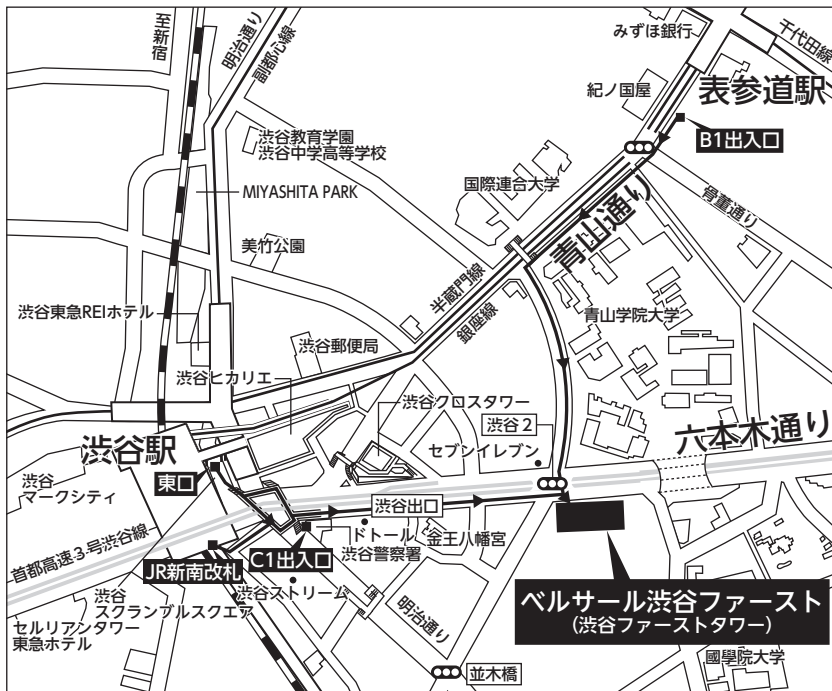 至新宿
明治通り
副都心線
みずほ銀行
千代田線
紀ノ国屋
表参道駅
B1出入口
渋谷教育学園
渋谷中学高等学校
国際連合大学
MIYASHITA PARK
骨董通り
青山通り
美竹公園
半蔵門線
銀座線
渋谷東急REIホテル
青山学院大学
渋谷郵便局
渋谷ヒカリエ
渋谷クロスタワー
渋谷2
六本木通り
渋谷駅
セブンイレブン
東口
渋谷
マークシティ
渋谷出口
首都高速3号渋谷線
ドトール
金王八幡宮
C1出入口
渋谷警察署
JR新南改札
渋谷ストリーム
渋谷
スクランブルスクエア
セルリアンタワー
東急ホテル
明治通り
ベルサール渋谷ファースト
(渋谷ファーストタワー)
並木橋
國學院大学